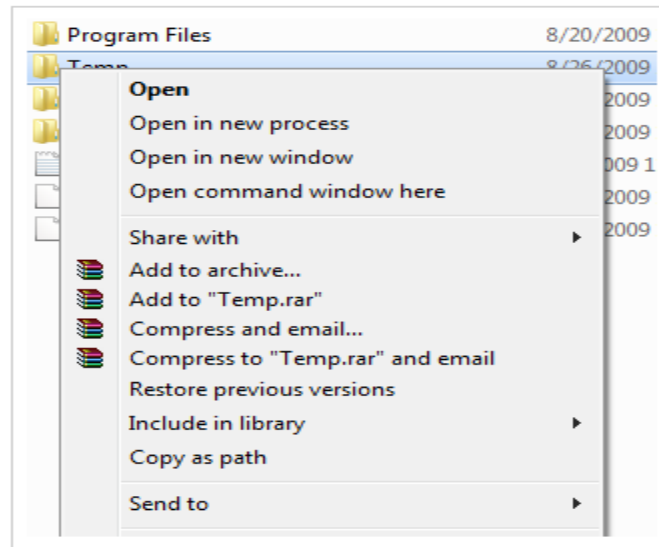 Program Files 8/20/2009
Temp 8/26/2009
Open
2009
Open in new process
2009
Open in new window
009 1
Open command window here
2009
Share with
2009
Add to archive...
Add to "Temp.rar"
Compress and email...
Compress to "Temp.rar" and email
Restore previous versions
Include in library
Copy as path
Send to